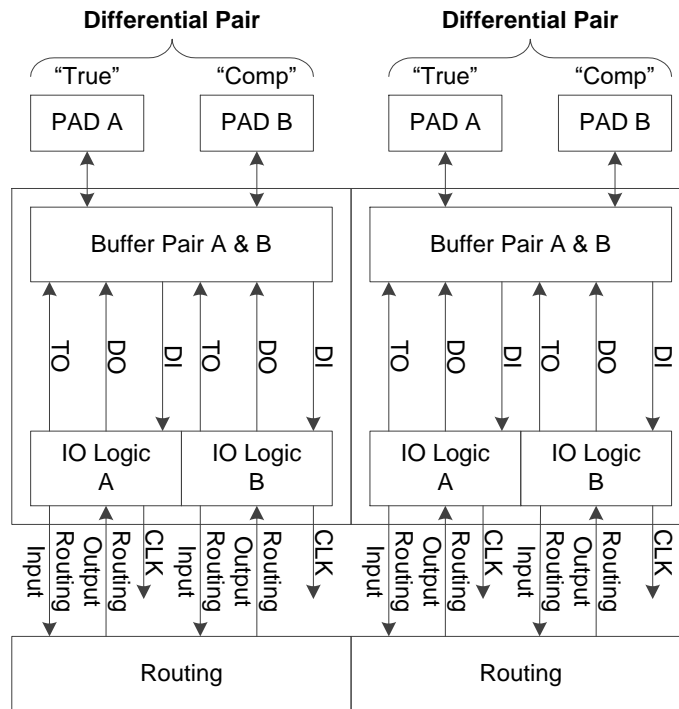 Differential Pair Differential Pair
“True” “Comp” “True” “Comp”
PAD A PAD B PAD A PAD B
Buffer Pair A & B Buffer Pair A & B
TO DO DI TO DO DI TO DO DI TO DO DI
IO Logic IO Logic IO Logic IO Logic
A B A B
Routing Input Routing Output CLK Routing Input Routing Output CLK Routing Input Routing Output CLK Routing Input Routing Output CLK
Routing Routing